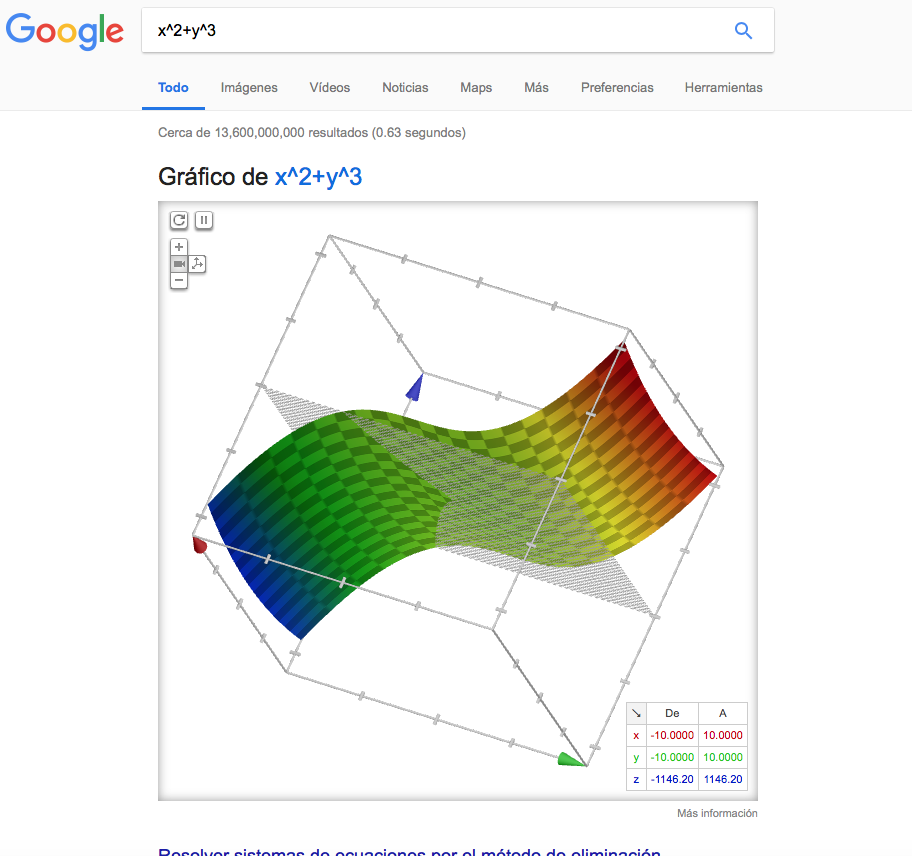 Google
x^2+y^3
Todo Imágenes Vídeos Noticias Maps Más Preferencias Herramientas
Cerca de 13,600,000,000 resultados (0.63 segundos)
Gráfico de x^2+y^3
De A
x -10.0000 10.0000
y -10.0000 10.0000
z -1146.20 1146.20
Más información
Resolver sistemas de ecuaciones por el método de eliminación